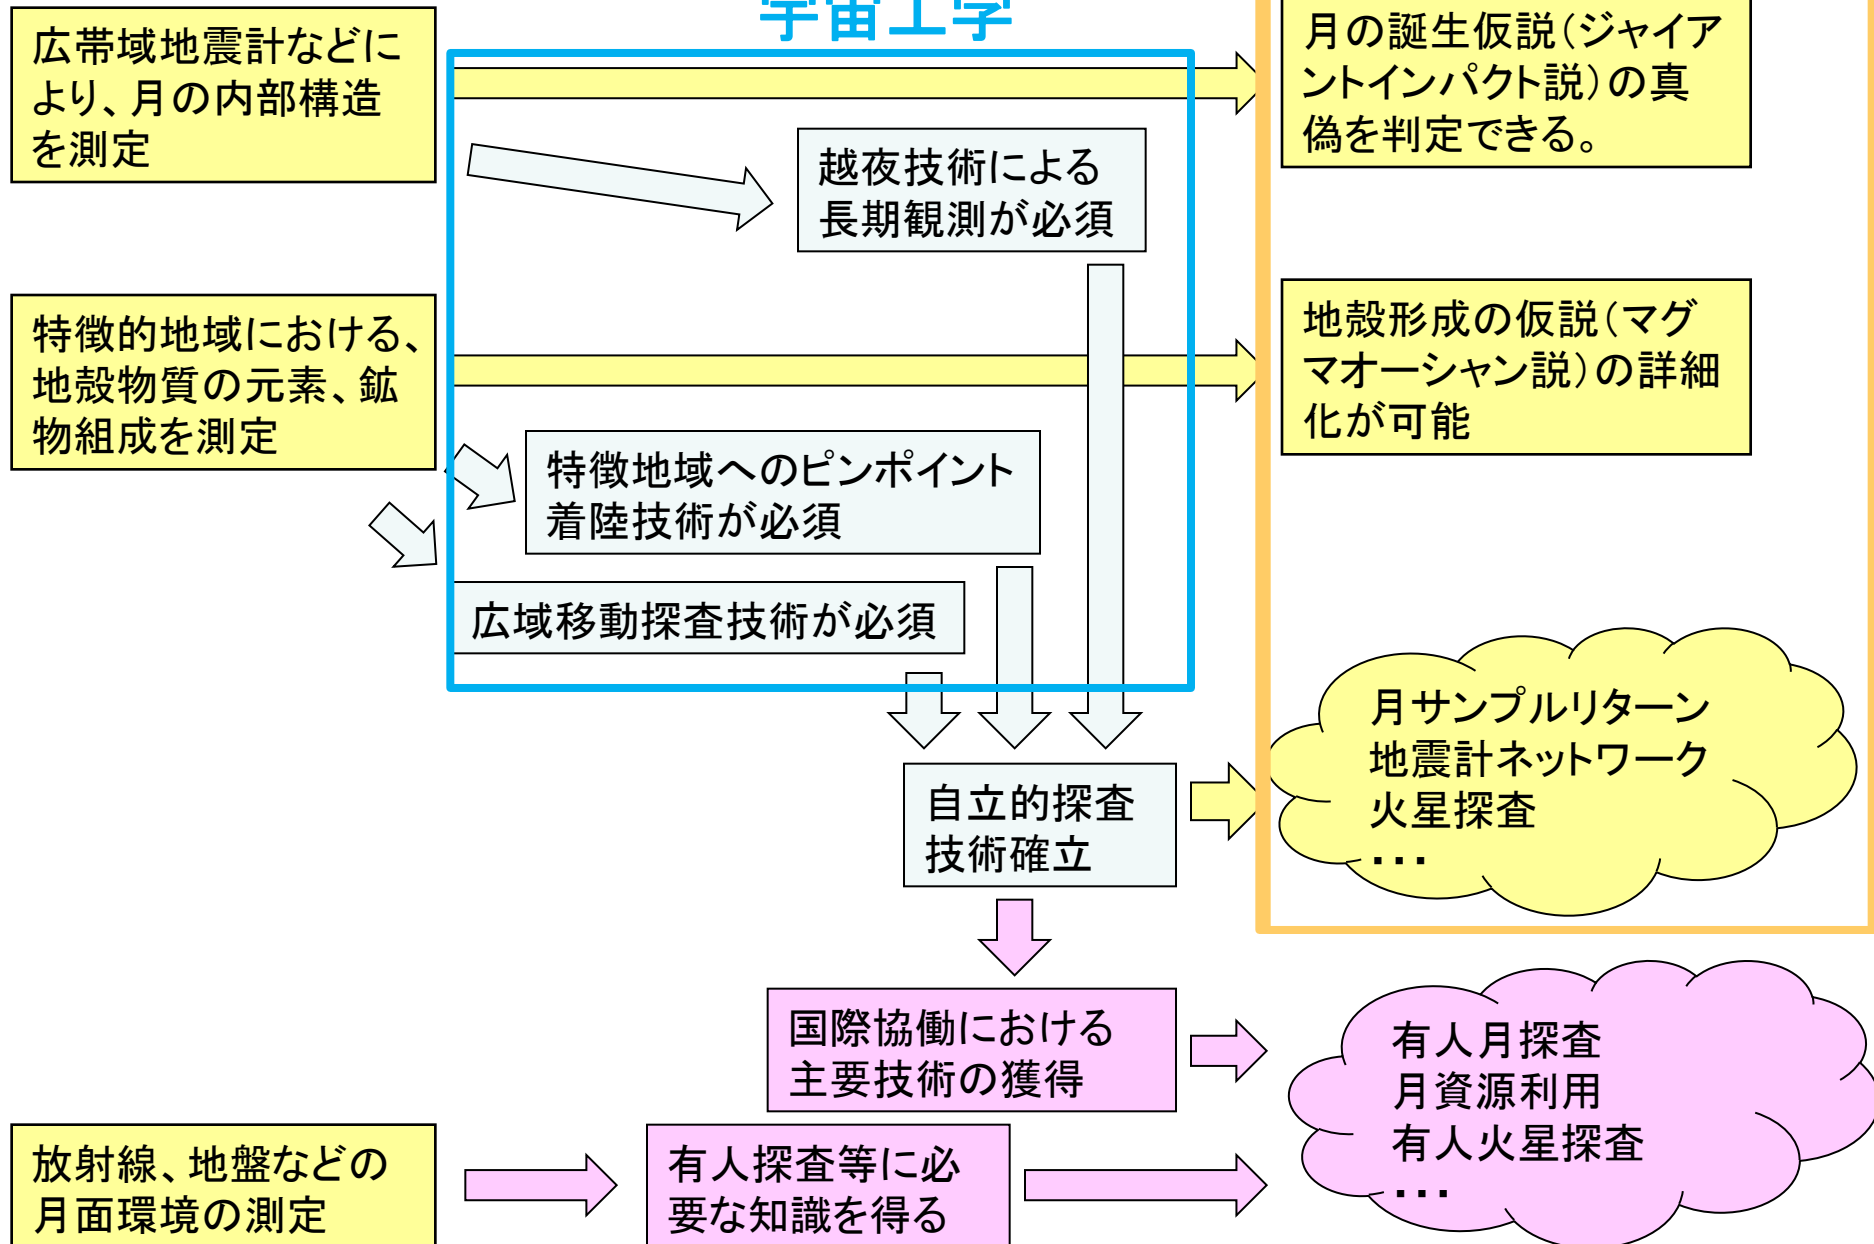 宇宙工学
広帯域地震計などに
より、月の内部構造
を測定
月の誕生仮説（ジャイア
ントインパクト説）の真
偽を判定できる。
越夜技術による
長期観測が必須
特徴的地域における、
地殻物質の元素、鉱
物組成を測定
地殻形成の仮説（マグ
マオーシャン説）の詳細
化が可能
特徴地域へのピンポイント
着陸技術が必須
広域移動探査技術が必須
月サンプルリターン
地震計ネットワーク
火星探査
・・・
自立的探査
技術確立
国際協働における
主要技術の獲得
有人月探査
月資源利用
有人火星探査
・・・
放射線、地盤などの
月面環境の測定
有人探査等に必
要な知識を得る